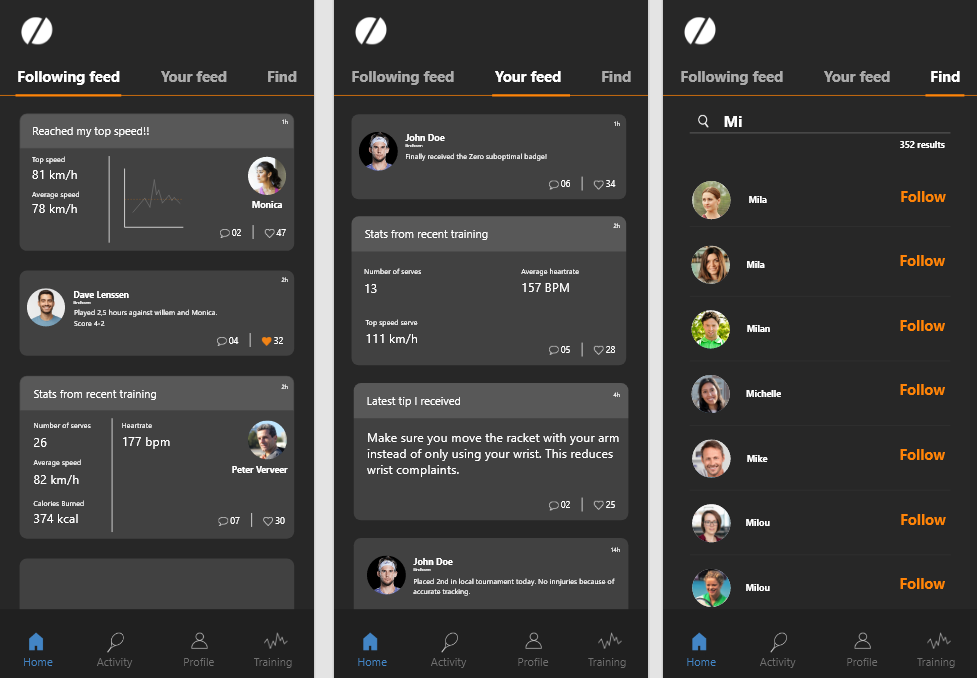 Following feed
Your feed
Find
Reached my top speed!!
1h
Top speed
81 km/h
Average speed
78 km/h
Monica
02
47
2h
Dave Lenssen
Played 2,5 hours against willem and Monica.
Score 4-2
04
32
Stats from recent training
2h
Number of serves
26
Heartrate
177 bpm
Average speed
82 km/h
Peter Verveer
Calories Burned
374 kcal
07
30
Home
Activity
Profile
Training
Following feed
Your feed
Find
1h
John Doe
Finally received the Zero suboptimal badge!
06
34
Stats from recent training
2h
Number of serves
13
Average heartrate
157 BPM
Top speed serve
111 km/h
05
28
Latest tip I received
4h
Make sure you move the racket with your arm
instead of only using your wrist. This reduces
wrist complaints.
02
25
14h
John Doe
Placed 2nd in local tournament today. No innjuries because of
accurate tracking.
Home
Activity
Profile
Training
Following feed
Your feed
Find
Mi
352 results
Mila
Follow
Mila
Follow
Milan
Follow
Michelle
Follow
Mike
Follow
Milou
Follow
Milou
Follow
Home
Activity
Profile
Training